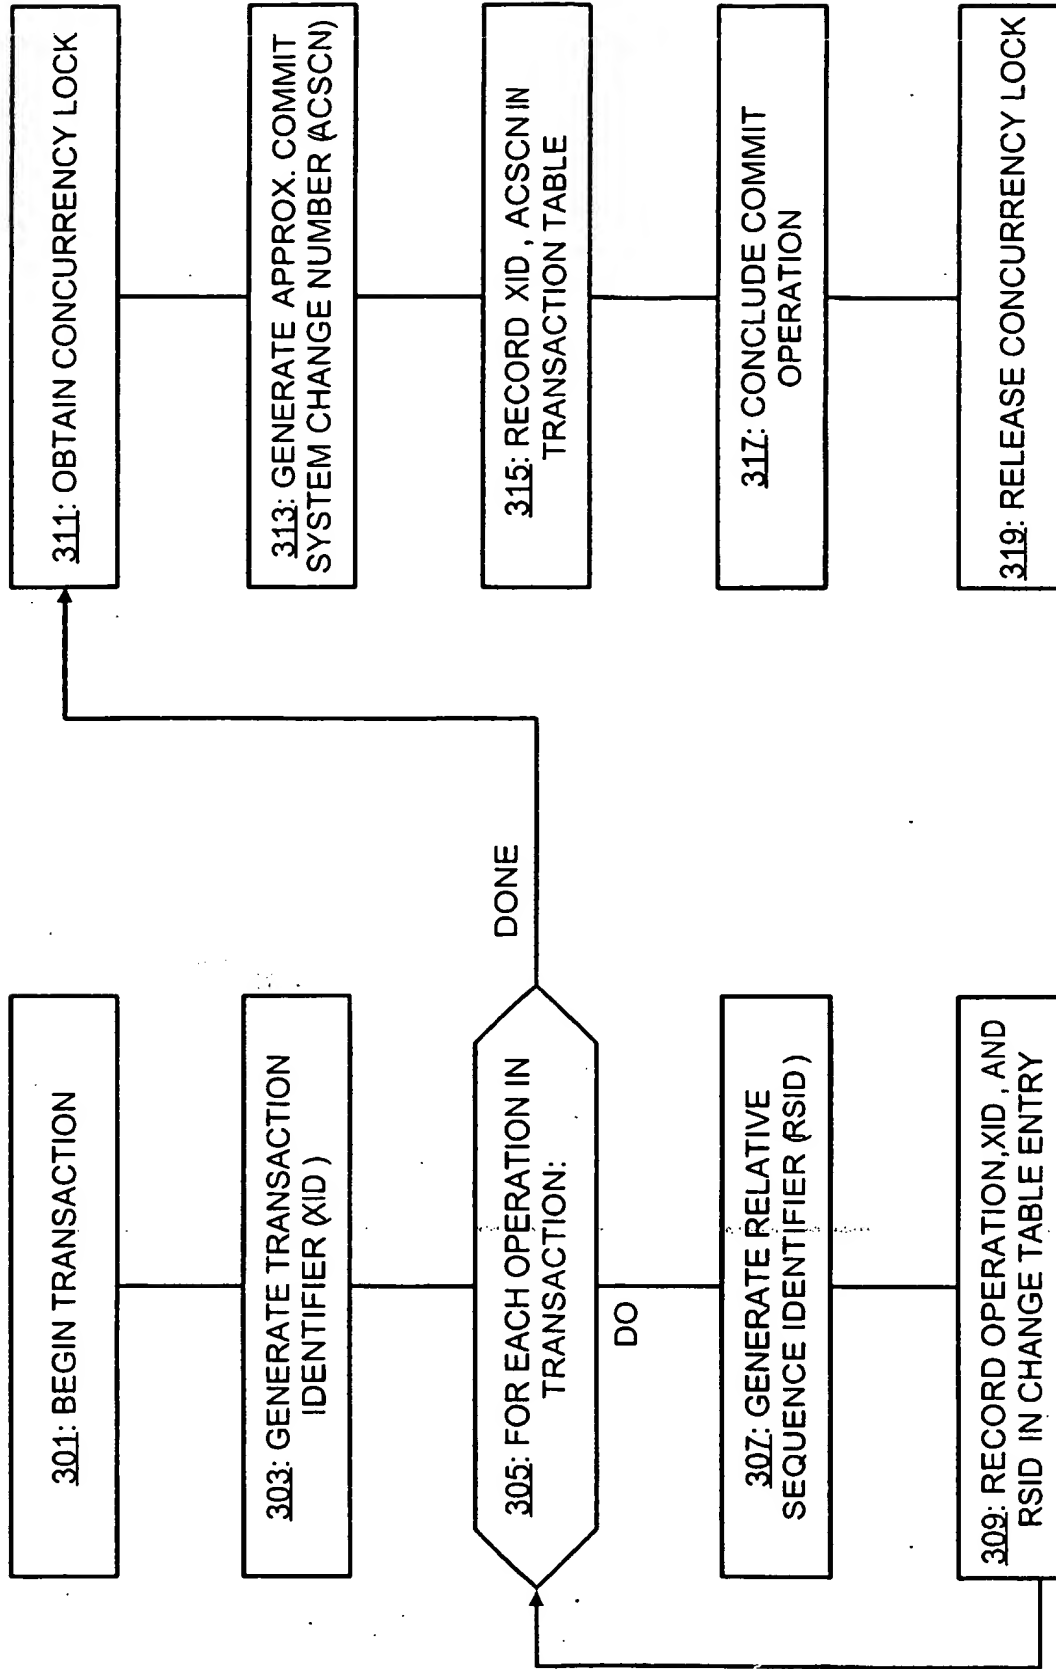 301: BEGIN TRANSACTION
303: GENERATE TRANSACTION
IDENTIFIER (XID)
305: FOR EACH OPERATION IN
TRANSACTION:
DO
DONE
307: GENERATE RELATIVE
SEQUENCE IDENTIFIER (RSID)
309: RECORD OPERATION,XID, AND
RSID IN CHANGE TABLE ENTRY
311: OBTAIN CONCURRENCY LOCK
313: GENERATE APPROX. COMMIT
SYSTEM CHANGE NUMBER (ACSCN)
315: RECORD XID, ACSCN IN
TRANSACTION TABLE
317: CONCLUDE COMMIT
OPERATION
319: RELEASE CONCURRENCY LOCK